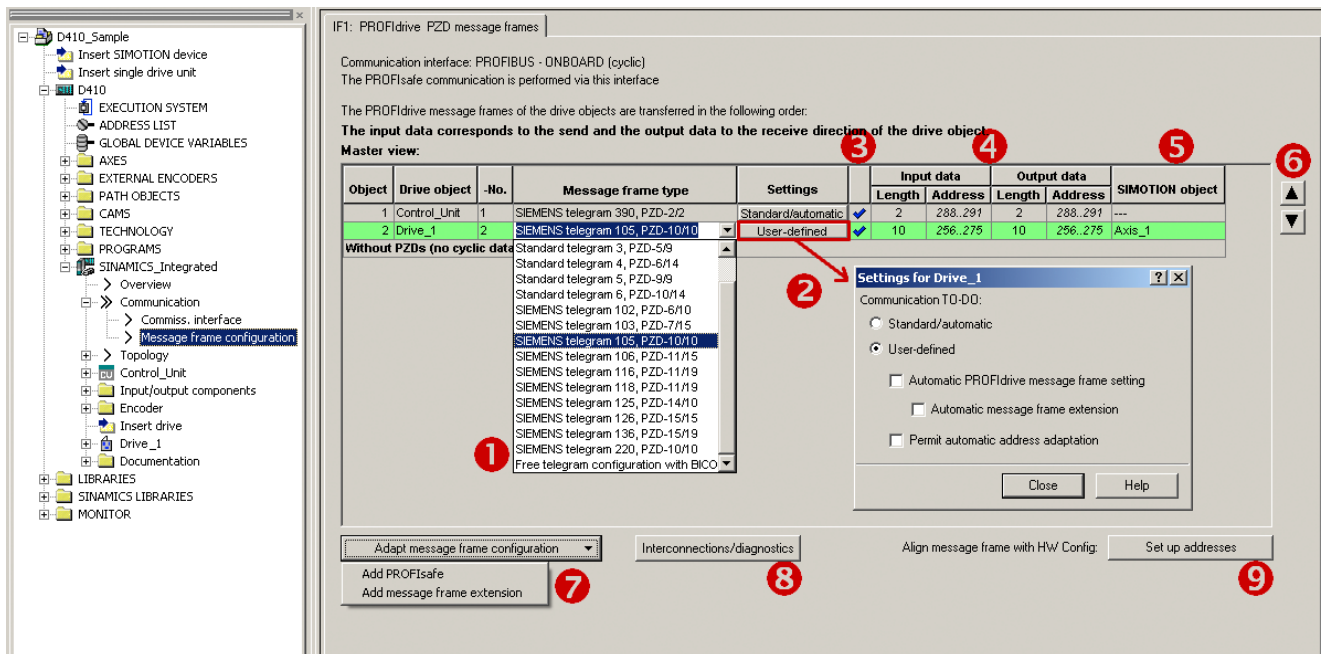 D410_Sample
Insert SIMOTION device
Insert single drive unit
D410
EXECUTION SYSTEM
ADDRESS LIST
GLOBAL DEVICE VARIABLES
AXES
EXTERNAL ENCODERS
PATH OBJECTS
CAMS
TECHNOLOGY
PROGRAMS
SINAMICS_Integrated
Overview
Communication
Commiss. interface
Message frame configuration
Topology
Control_Unit
Input/output components
Encoder
Insert drive
Drive_1
Documentation
LIBRARIES
SINAMICS LIBRARIES
MONITOR
IF1: PROFIdrive PZD message frames
Communication interface: PROFIBUS - ONBOARD (cyclic)
The PROFIsafe communication is performed via this interface
The PROFIdrive message frames of the drive objects are transferred in the following order:
The input data corresponds to the send and the output data to the receive direction of the drive object
Master view:
3 4 5 6
Object Drive object -No. Message frame type Settings Input data Output data SIMOTION object
Length Address Length Address
1 Control_Unit 1 SIEMENS telegram 390, PZD-2/2 Standard/automatic 2 288..291 2 288..291 ---
2 Drive_1 2 SIEMENS telegram 105, PZD-10/10 User-defined 10 256..275 10 256..275 Axis_1
Without PZDs (no cyclic data
Standard telegram 3, PZD-5/9
Standard telegram 4, PZD-6/14
Standard telegram 5, PZD-9/9
Standard telegram 6, PZD-10/14
SIEMENS telegram 102, PZD-6/10
SIEMENS telegram 103, PZD-7/15
SIEMENS telegram 105, PZD-10/10
SIEMENS telegram 106, PZD-11/15
SIEMENS telegram 116, PZD-11/19
SIEMENS telegram 118, PZD-11/19
SIEMENS telegram 125, PZD-14/10
SIEMENS telegram 126, PZD-15/15
SIEMENS telegram 136, PZD-15/19
SIEMENS telegram 220, PZD-10/10
Free telegram configuration with BICO
1
2
Settings for Drive_1
Communication TO-DO:
Standard/automatic
User-defined
Automatic PROFIdrive message frame setting
Automatic message frame extension
Permit automatic address adaptation
Close Help
Adapt message frame configuration Interconnections/diagnostics Align message frame with HW Config: Set up addresses
Add PROFIsafe
Add message frame extension
7 8 9